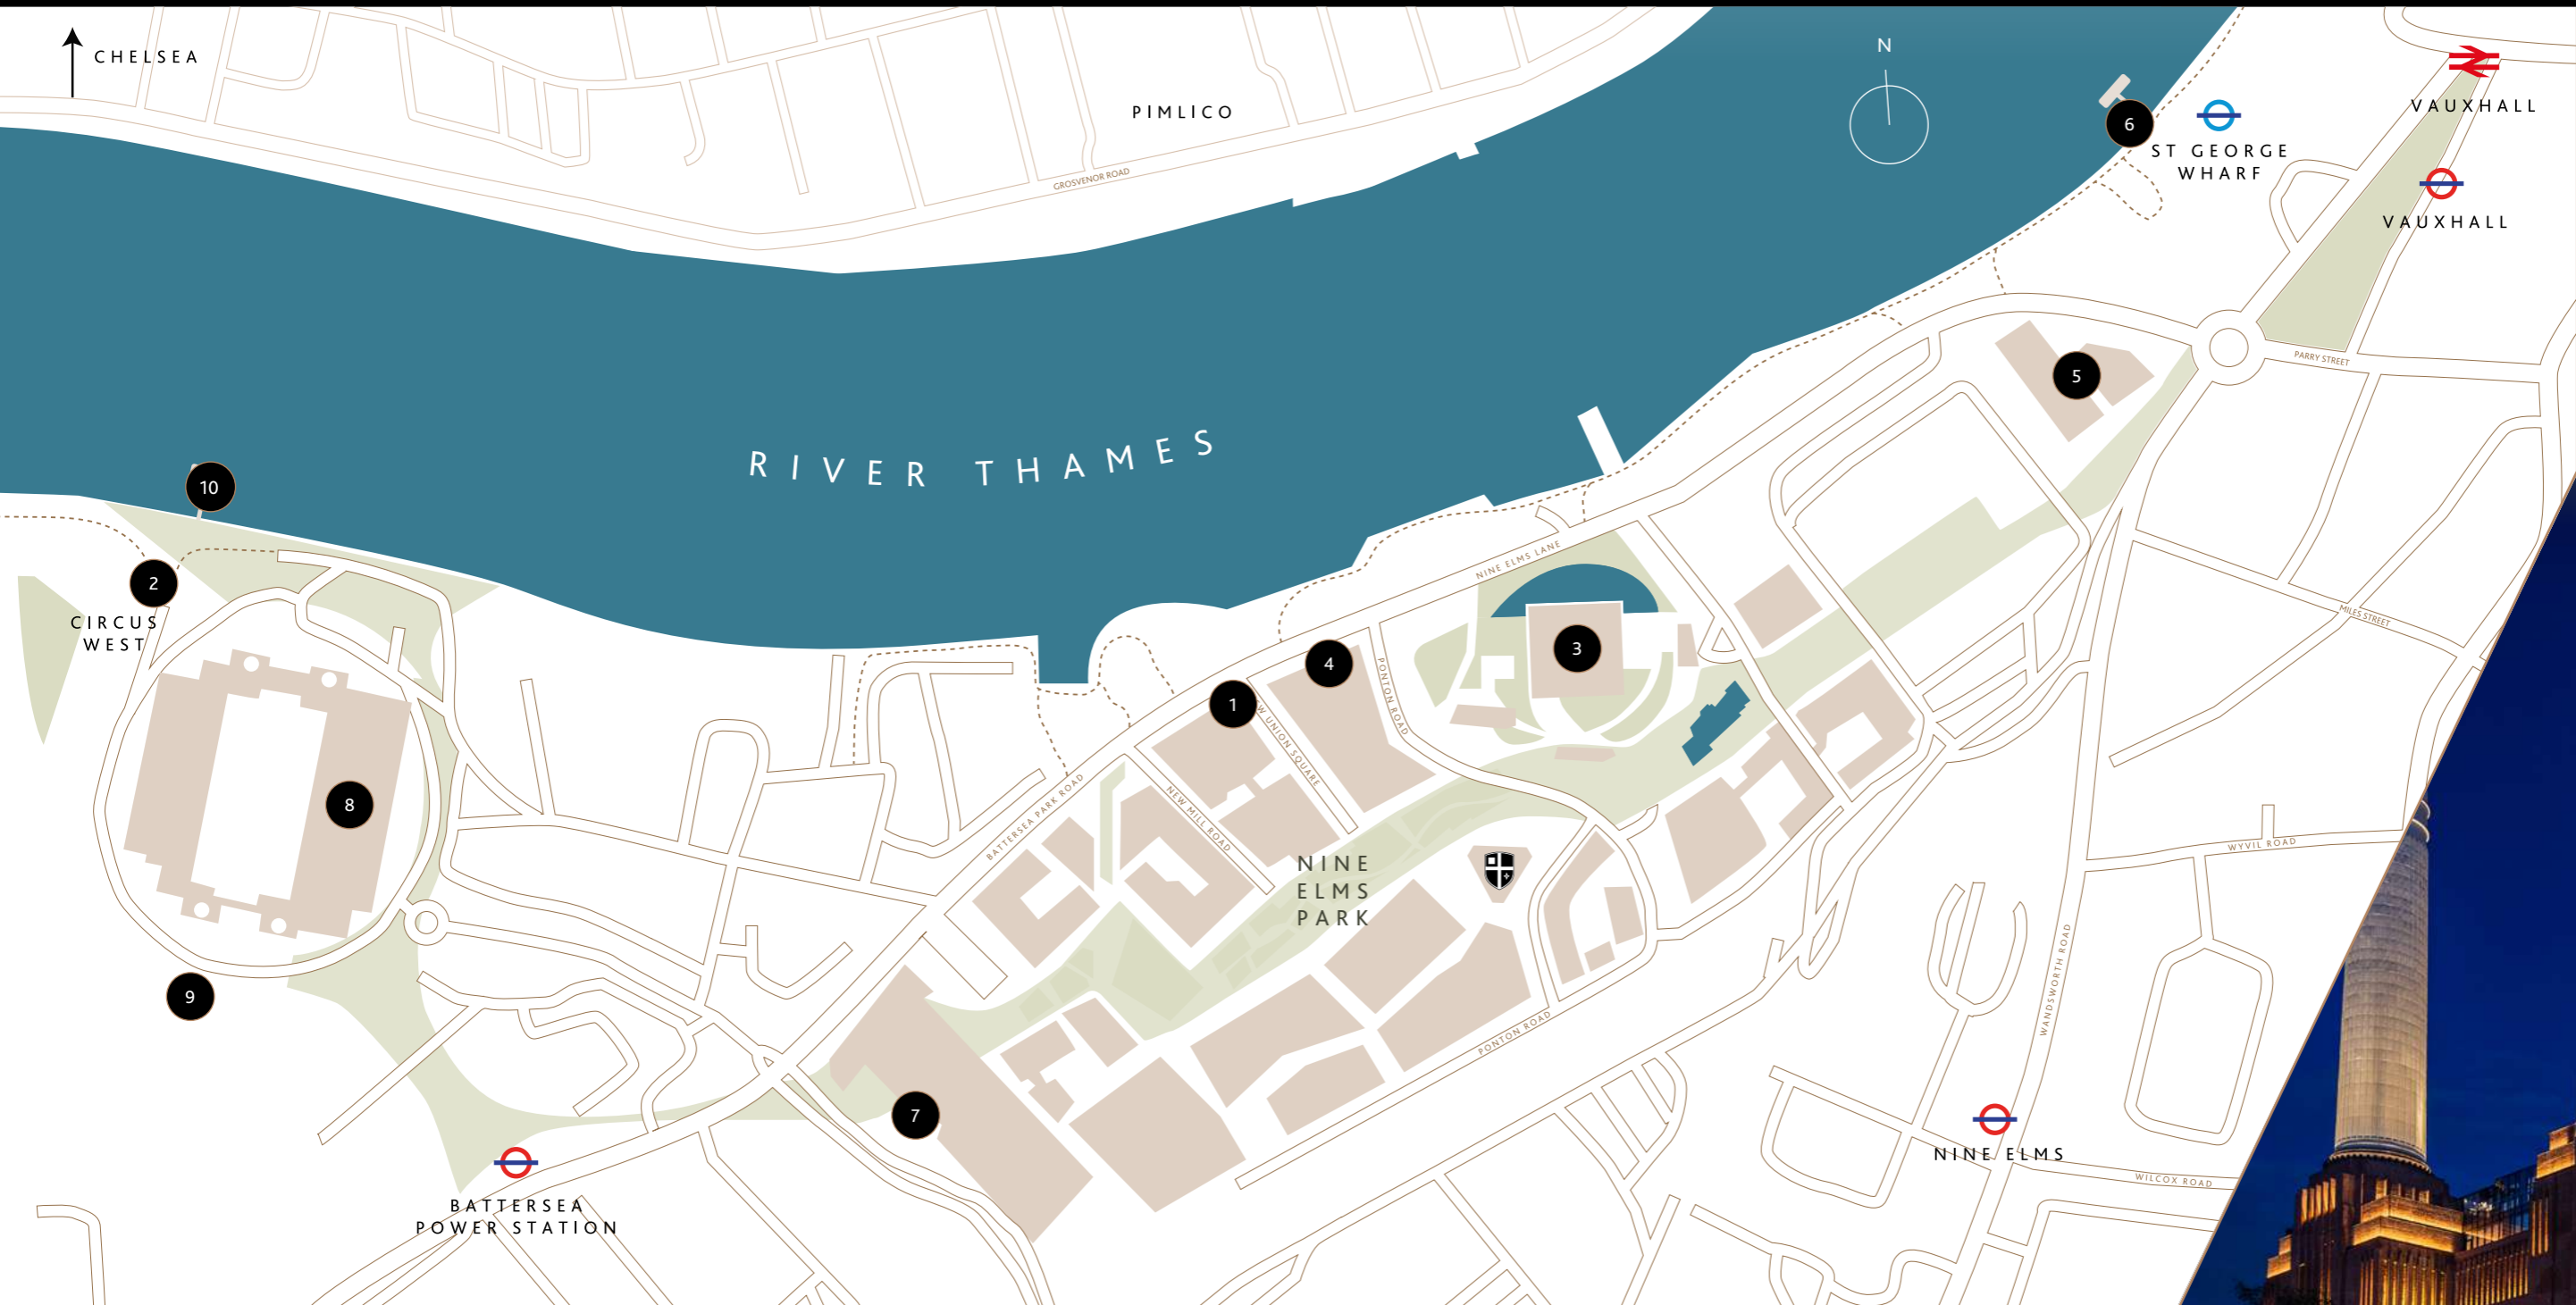 CHELSEA
N
PIMLICO
VAUXHALL
6
ST GEORGE
WHARF
GROSVENOR ROAD
VAUXHALL
PARRY STREET
5
RIVER THAMES
10
NINE ELMS LANE
2
CIRCUS
WEST
MILES STREET
3
4
PONTON ROAD
1
W UNION SQUARE
8
BATTERSEA PARK ROAD
NEW MILL ROAD
NINE
ELMS
PARK
WYVIL ROAD
WANDSWORTH ROAD
9
PONTON ROAD
7
NINE ELMS
WILCOX ROAD
BATTERSEA
POWER STATION